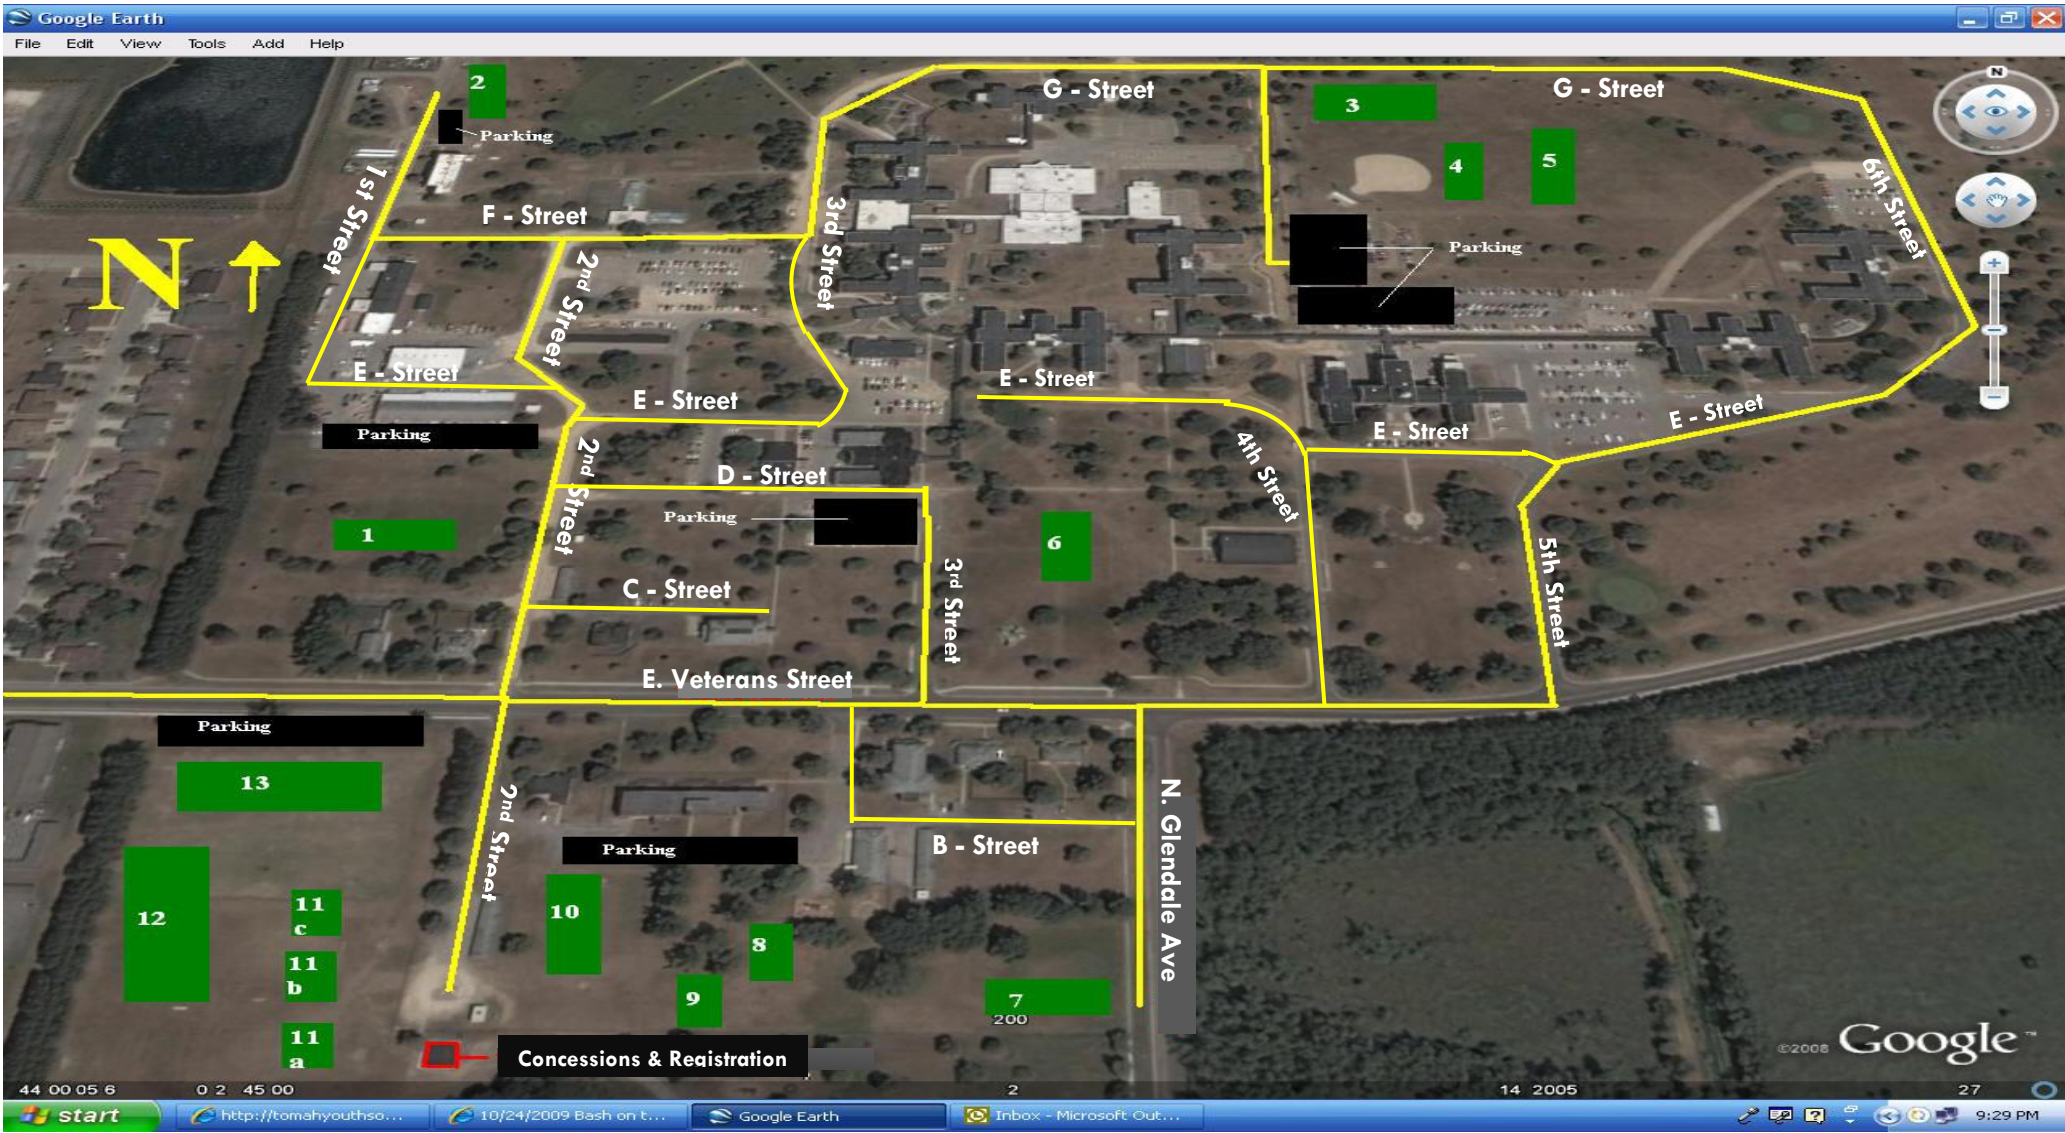 Google Earth
File Edit View Tools Add Help
N
2
Parking
G - Street
G - Street
3
4
5
1st Street
F - Street
3rd Street
6th Street
N
2nd Street
Parking
E - Street
E - Street
E - Street
E - Street
E - Street
Parking
4th Street
2nd Street
D - Street
Parking
1
6
5th Street
C - Street
3rd Street
E. Veterans Street
Parking
13
2nd Street
N. Glendale Ave
B - Street
Parking
12
11
c
10
8
11
b
9
7
200
11
a
Concessions & Registration
©2008 Google™
44 00 05 6 0 2 45 00 2 14 2005 27
start http://tomahyouthso... 10/24/2009 Bash on t... Google Earth Inbox - Microsoft Out... 9:29 PM